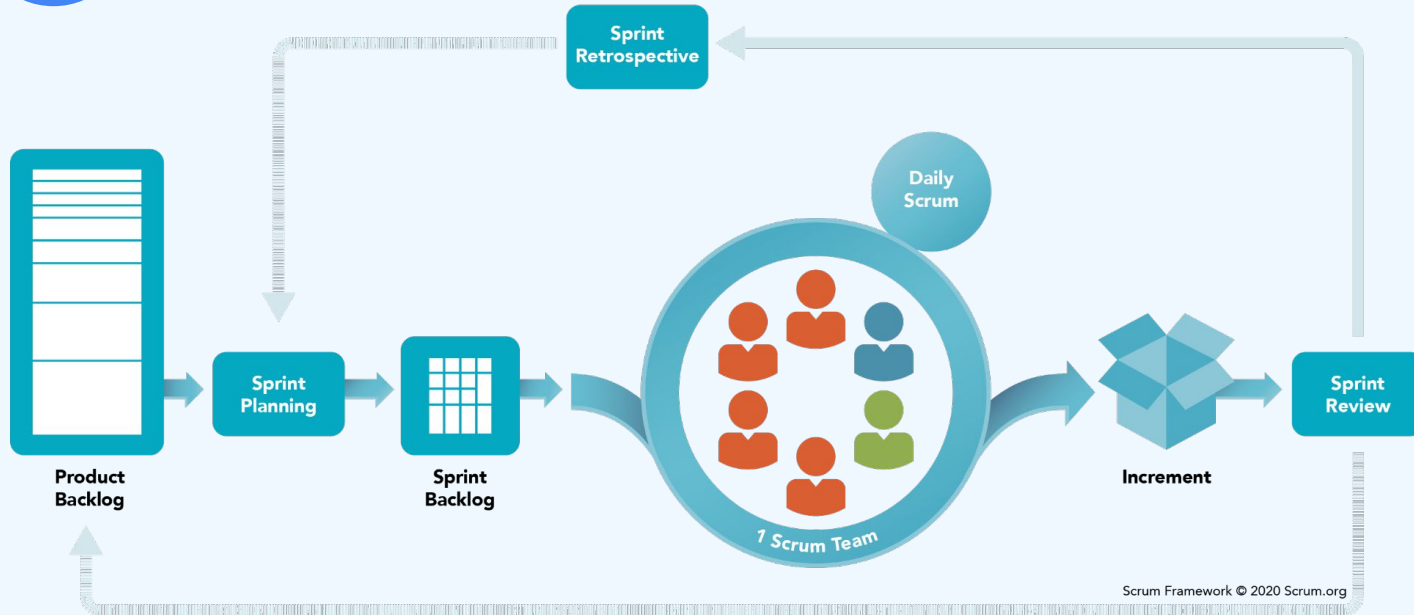 Sprint
Retrospective
Daily
Scrum
Product
Backlog
Sprint
Planning
Sprint
Backlog
1 Scrum Team
Increment
Sprint
Review
Scrum Framework © 2020 Scrum.org